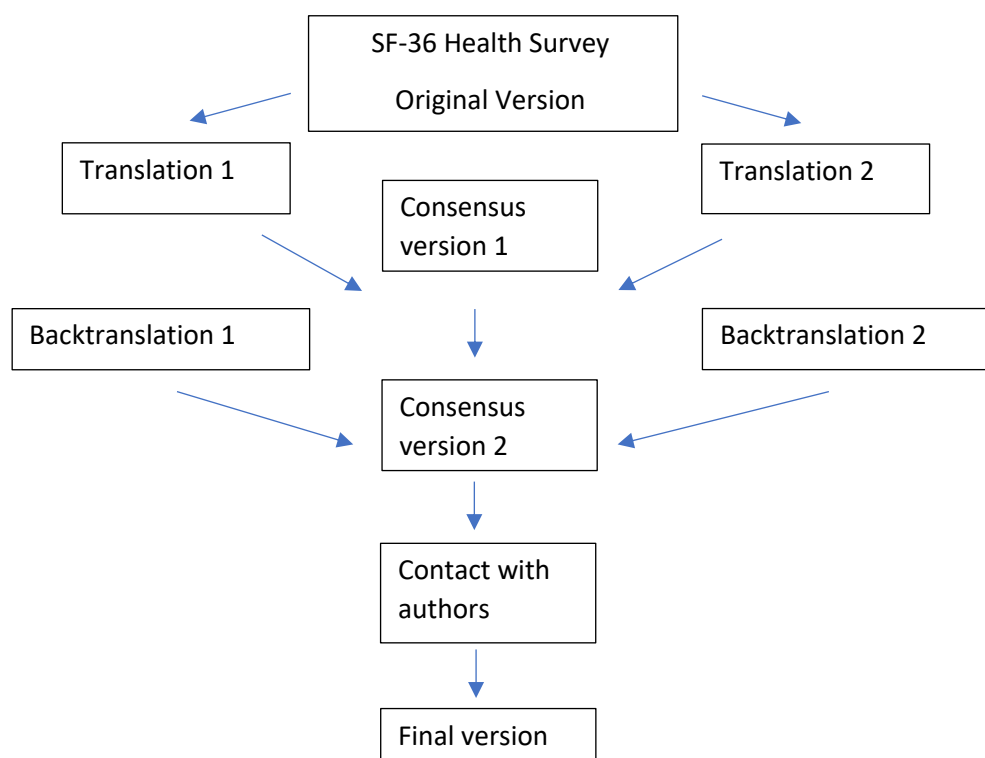 SF-36 Health Survey
Original Version
Translation 1
Translation 2
Consensus
version 1
Backtranslation 1
Backtranslation 2
Consensus
version 2
Contact with
authors
Final version